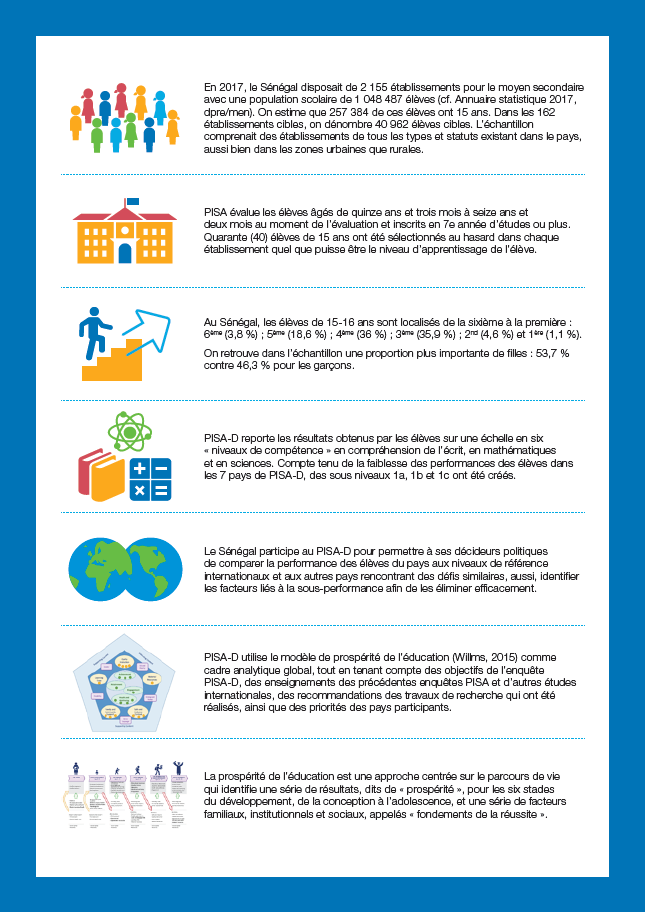 En 2017, le Sénégal disposait de 2 155 établissements pour le moyen secondaire
avec une population scolaire de 1 048 487 élèves (cf. Annuaire statistique 2017,
dpre/men). On estime que 257 384 de ces élèves ont 15 ans. Dans les 162
établissements cibles, on dénombre 40 962 élèves cibles. L'échantillon
comprenait des établissements de tous les types et statuts existant dans le pays,
aussi bien dans les zones urbaines que rurales.
PISA évalue les élèves âgés de quinze ans et trois mois à seize ans et
deux mois au moment de l'évaluation et inscrits en 7e année d'études ou plus.
Quarante (40) élèves de 15 ans ont été sélectionnés au hasard dans chaque
établissement quel que puisse être le niveau d'apprentissage de l'élève.
Au Sénégal, les élèves de 15-16 ans sont localisés de la sixième à la première :
6ème (3,8 %) ; 5ème (18,6 %) ; 4ème (36 %) ; 3ème (35,9 %) ; 2nd (4,6 %) et 1ère (1,1 %).
On retrouve dans l'échantillon une proportion plus importante de filles : 53,7 %
contre 46,3 % pour les garçons.
PISA-D reporte les résultats obtenus par les élèves sur une échelle en six
« niveaux de compétence » en compréhension de l'écrit, en mathématiques
et en sciences. Compte tenu de la faiblesse des performances des élèves dans
les 7 pays de PISA-D, des sous niveaux 1a, 1b et 1c ont été créés.
Le Sénégal participe au PISA-D pour permettre à ses décideurs politiques
de comparer la performance des élèves du pays aux niveaux de référence
internationaux et aux autres pays rencontrant des défis similaires, aussi, identifier
les facteurs liés à la sous-performance afin de les éliminer efficacement.
PISA-D utilise le modèle de prospérité de l'éducation (Willms, 2015) comme
cadre analytique global, tout en tenant compte des objectifs de l'enquête
PISA-D, des enseignements des précédentes enquêtes PISA et d'autres études
internationales, des recommandations des travaux de recherche qui ont été
réalisés, ainsi que des priorités des pays participants.
La prospérité de l'éducation est une approche centrée sur le parcours de vie
qui identifie une série de résultats, dits de « prospérité », pour les six stades
du développement, de la conception à l'adolescence, et une série de facteurs
familiaux, institutionnels et sociaux, appelés « fondements de la réussite ».